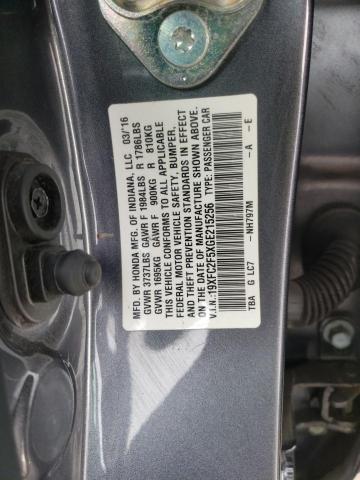 MFD. BY HONDA MFG. OF INDIANA, LLC 03/16
GVWR 3737LBS GAWR F 1984LBS R 1786LBS
GVWR 1695KG GAWR F 900KG R 810KG
THIS VEHICLE CONFORMS TO ALL APPLICABLE
FEDERAL MOTOR VEHICLE SAFETY, BUMPER,
AND THEFT PREVENTION STANDARDS IN EFFECT
ON THE DATE OF MANUFACTURE SHOWN ABOVE.
V.I.N.: 19XFC2F5XGE215256 TYPE: PASSENGER CAR
NH797M -A -E
TBA G LC7